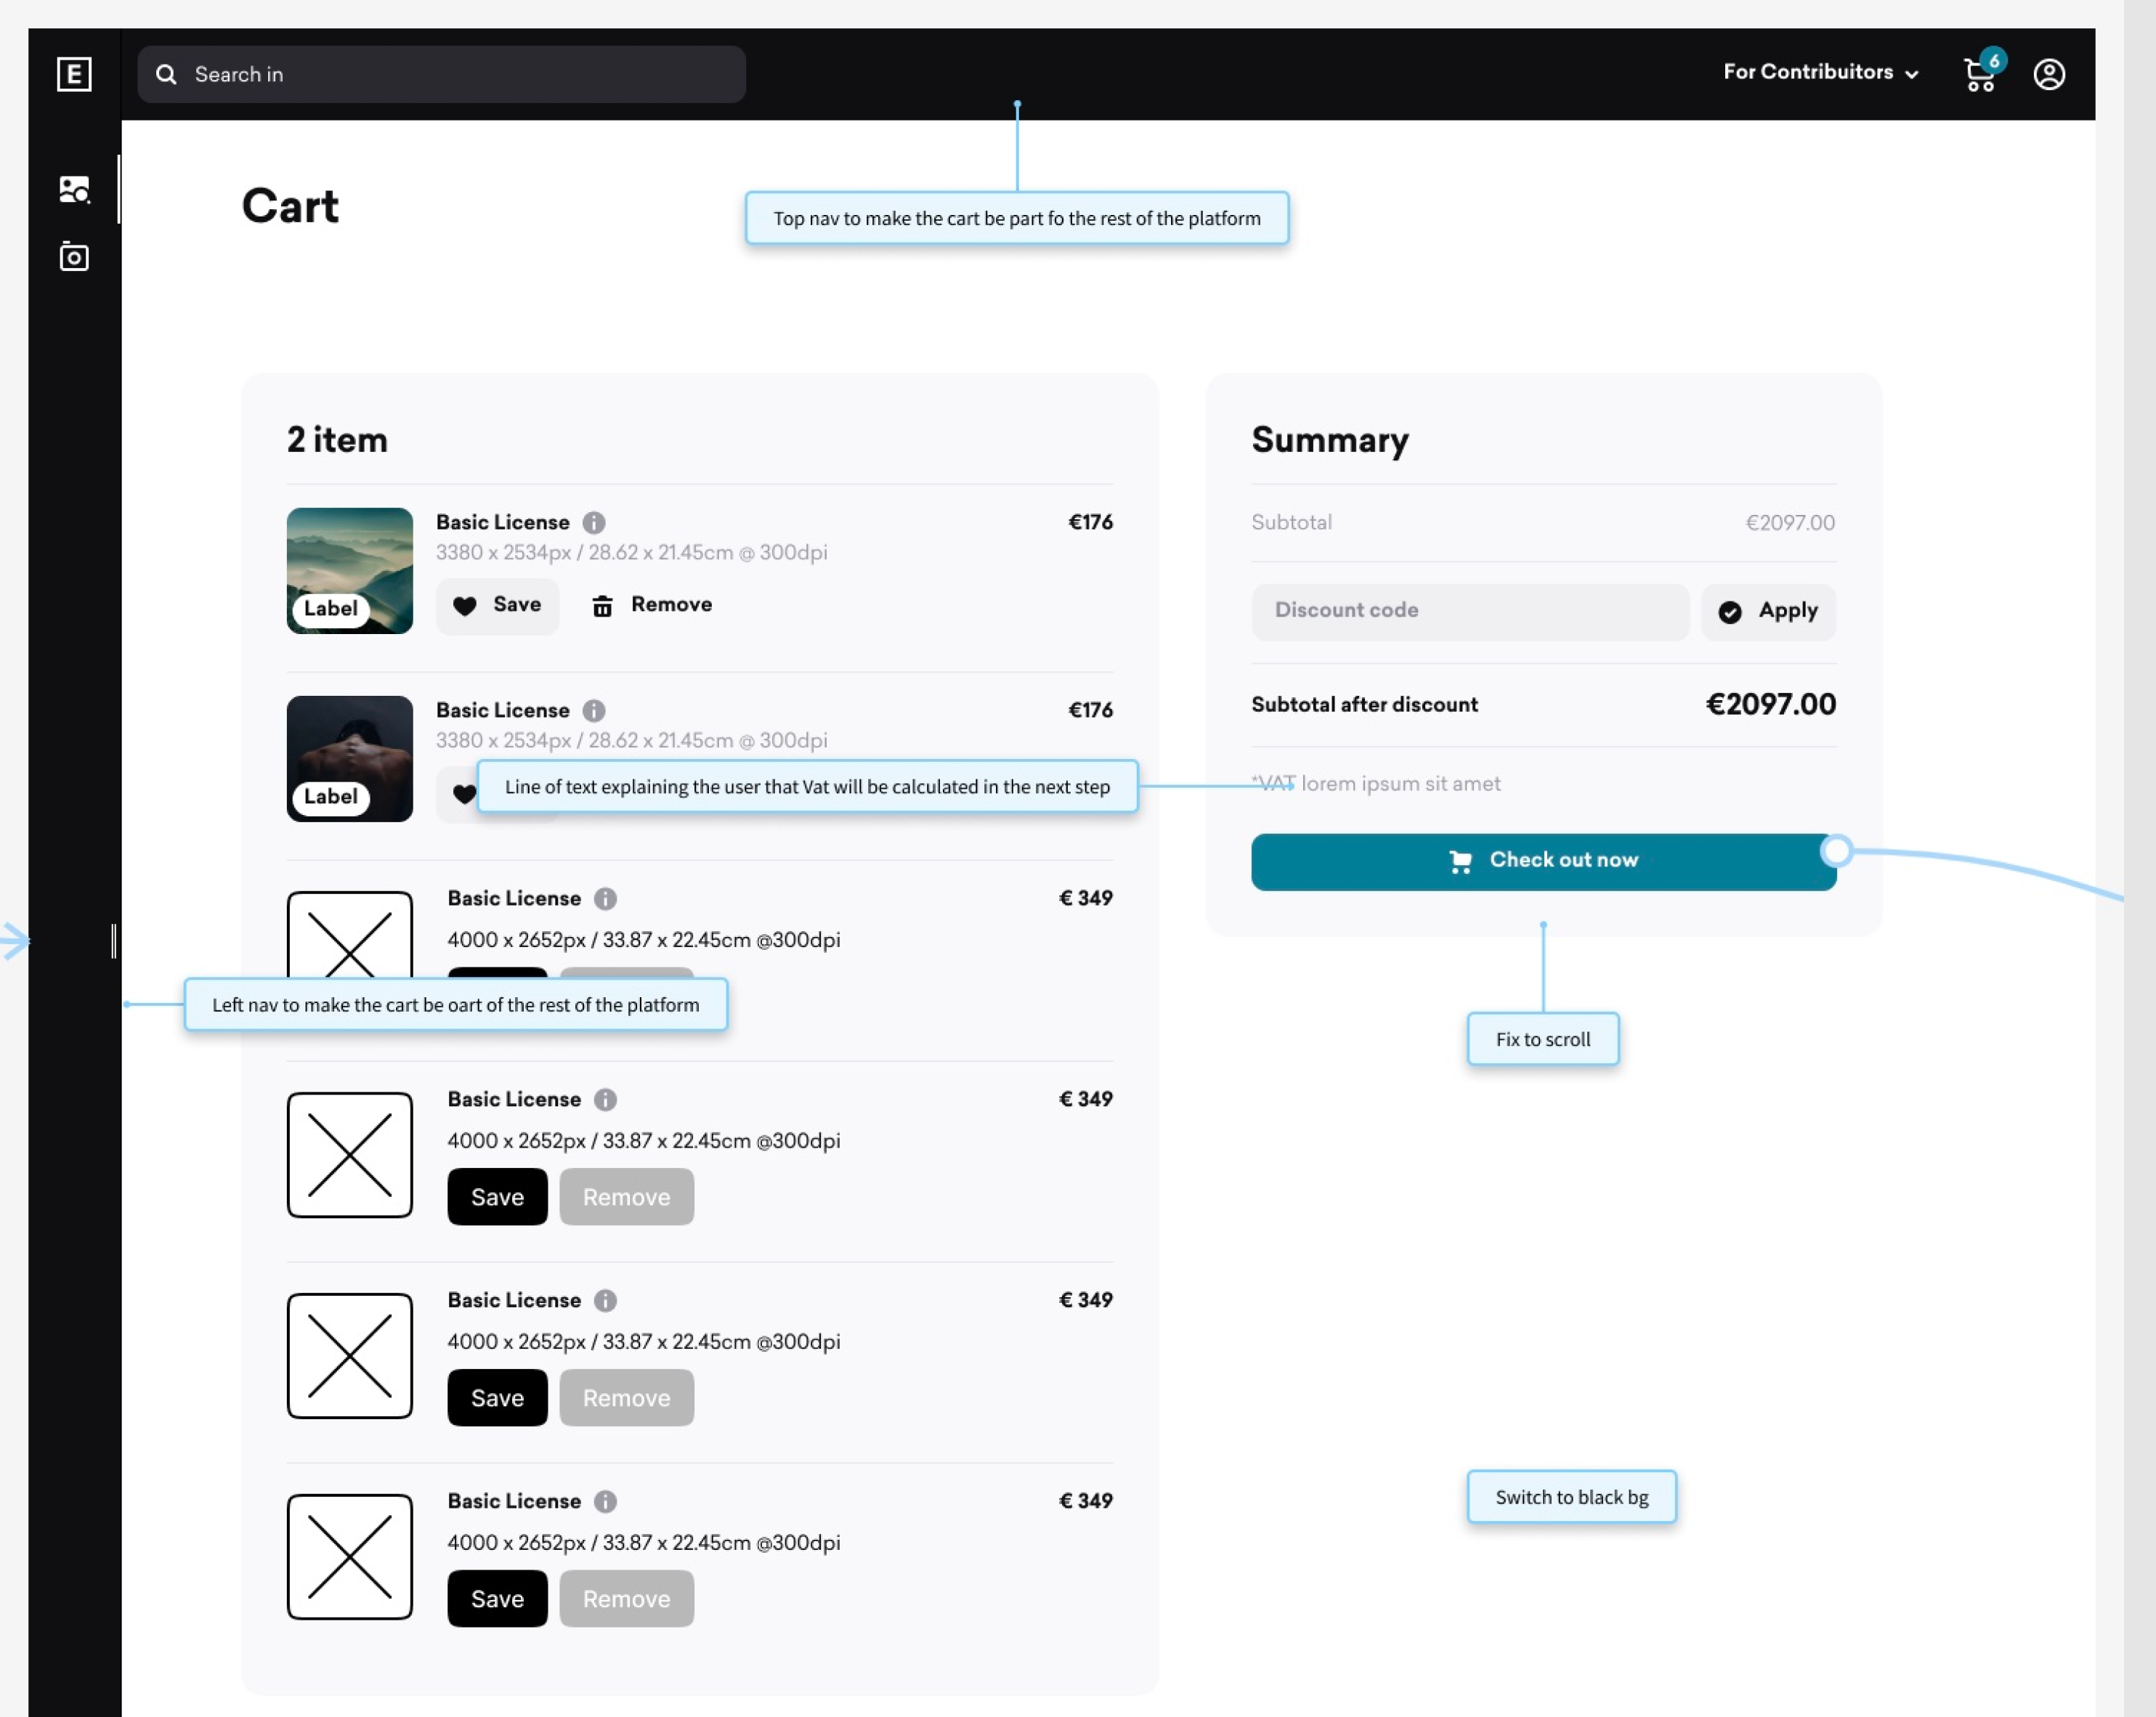 E
Search in
For Contribuitors
6
Cart
Top nav to make the cart be part fo the rest of the platform
2 item
Basic License
€176
3380 x 2534px / 28.62 x 21.45cm @ 300dpi
Label
Save
Remove
Basic License
€176
3380 x 2534px / 28.62 x 21.45cm @ 300dpi
Label
Line of text explaining the user that Vat will be calculated in the next step
Basic License
€ 349
4000 x 2652px / 33.87 x 22.45cm @300dpi
Left nav to make the cart be oart of the rest of the platform
Basic License
€ 349
4000 x 2652px / 33.87 x 22.45cm @300dpi
Save
Remove
Basic License
€ 349
4000 x 2652px / 33.87 x 22.45cm @300dpi
Save
Remove
Basic License
€ 349
4000 x 2652px / 33.87 x 22.45cm @300dpi
Save
Remove
Summary
Subtotal
€2097.00
Discount code
Apply
Subtotal after discount
€2097.00
*VAT lorem ipsum sit amet
Check out now
Fix to scroll
Switch to black bg